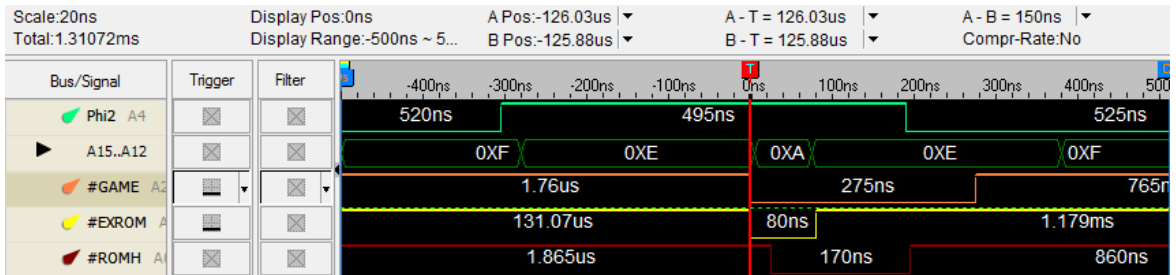 Scale:20ns Display Pos:0ns A Pos:-126.03us A - T = 126.03us A - B = 150ns
Total:1.31072ms Display Range:-500ns ~ 5... B Pos:-125.88us B - T = 125.88us Compr-Rate:No
Bus/Signal Trigger Filter -400ns -300ns -200ns -100ns 0ns 100ns 200ns 300ns 400ns 500
T
Phi2 A4 520ns 495ns 525ns
A15..A12 0XF 0XE 0XA 0XE 0XF
#GAME A2 1.76us 275ns 765n
#EXROM A 131.07us 80ns 1.179ms
#ROMH 1.865us 170ns 860ns